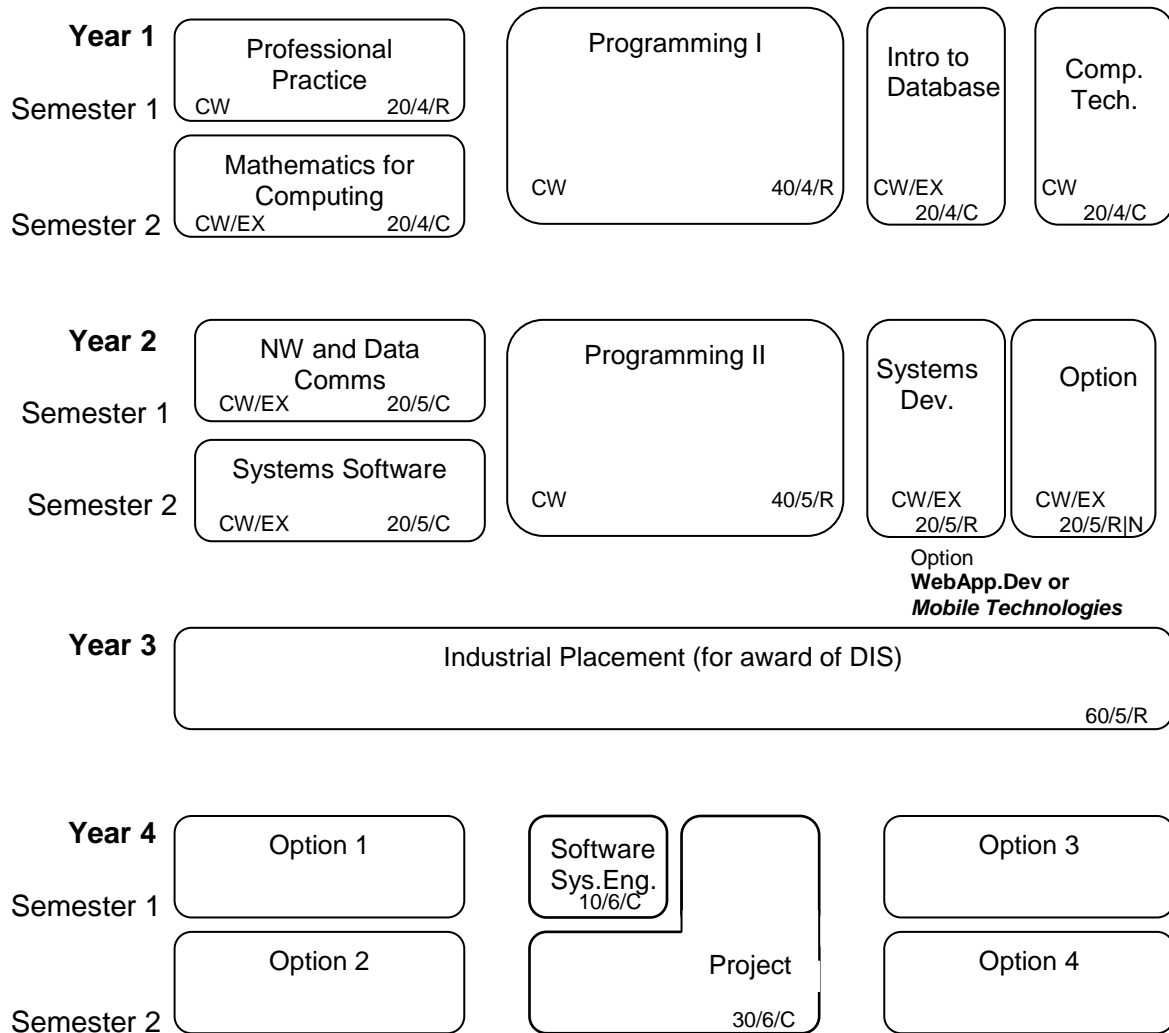 Year 1
Semester 1
Semester 2
Professional
Practice
CW 20/4/R
Mathematics for
Computing
CW/EX 20/4/C
Programming I
CW 40/4/R
Intro to
Database
CW/EX
20/4/C
Comp.
Tech.
CW
20/4/C
Year 2
Semester 1
Semester 2
NW and Data
Comms
CW/EX 20/5/C
Systems Software
CW/EX 20/5/C
Programming II
CW 40/5/R
Systems
Dev.
CW/EX
20/5/R
Option
CW/EX
20/5/R|N
Option
WebApp.Dev or
Mobile Technologies
Year 3
Industrial Placement (for award of DIS)
60/5/R
Year 4
Semester 1
Semester 2
Option 1
Option 2
Software
Sys.Eng.
10/6/C
Project
30/6/C
Option 3
Option 4